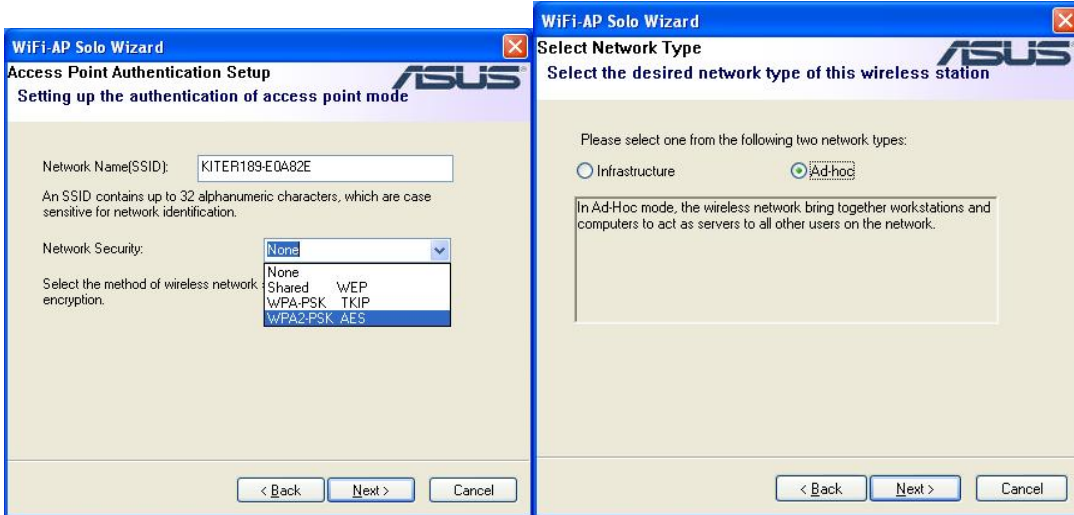 WiFi-AP Solo Wizard
Access Point Authentication Setup
ASUS
Setting up the authentication of access point mode
Network Name(SSID):
KITER189-E0A82E
An SSID contains up to 32 alphanumeric characters, which are case
sensitive for network identification.
Network Security:
None
None
Shared WEP
WPA-PSK TKIP
WPA2-PSK AES
Select the method of wireless network
encryption.
< Back
Next >
Cancel
WiFi-AP Solo Wizard
Select Network Type
ASUS
Select the desired network type of this wireless station
Please select one from the following two network types:
Infrastructure
Ad-hoc
In Ad-Hoc mode, the wireless network bring together workstations and
computers to act as servers to all other users on the network.
< Back
Next >
Cancel